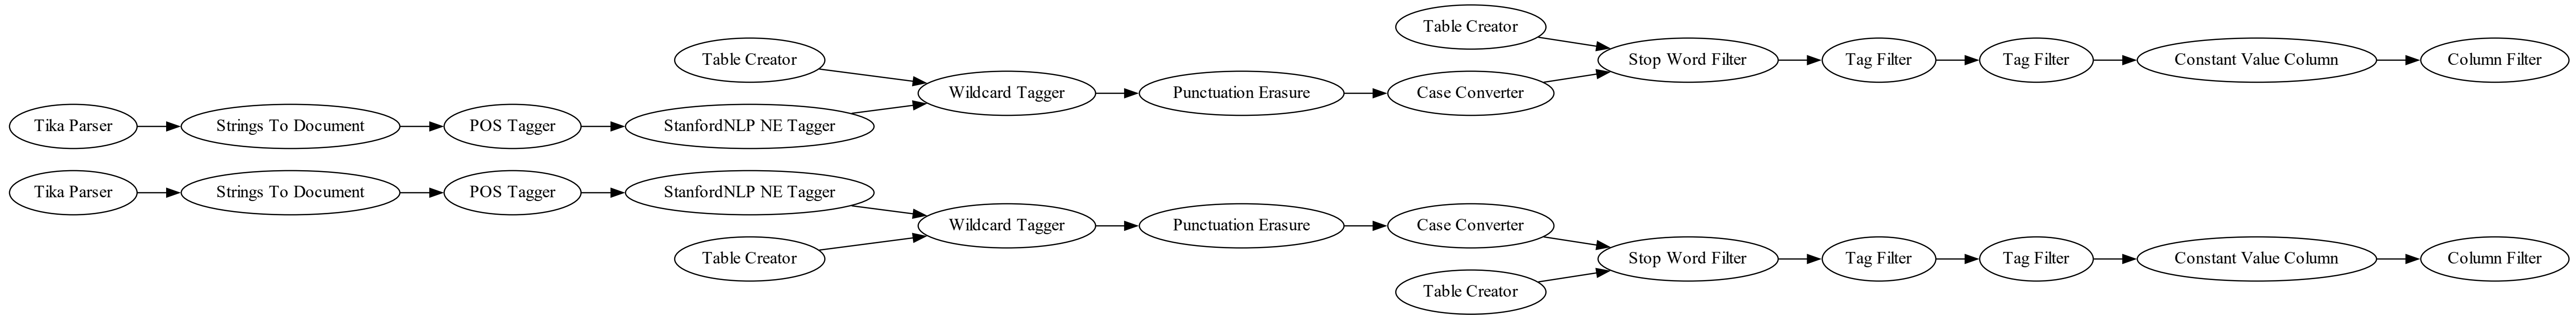 Table Creator
Table Creator
Stop Word Filter
Tag Filter
Tag Filter
Constant Value Column
Column Filter
Wildcard Tagger
Punctuation Erasure
Case Converter
Tika Parser
Strings To Document
POS Tagger
StanfordNLP NE Tagger
Tika Parser
Strings To Document
POS Tagger
StanfordNLP NE Tagger
Wildcard Tagger
Punctuation Erasure
Case Converter
Table Creator
Stop Word Filter
Tag Filter
Tag Filter
Constant Value Column
Column Filter
Table Creator